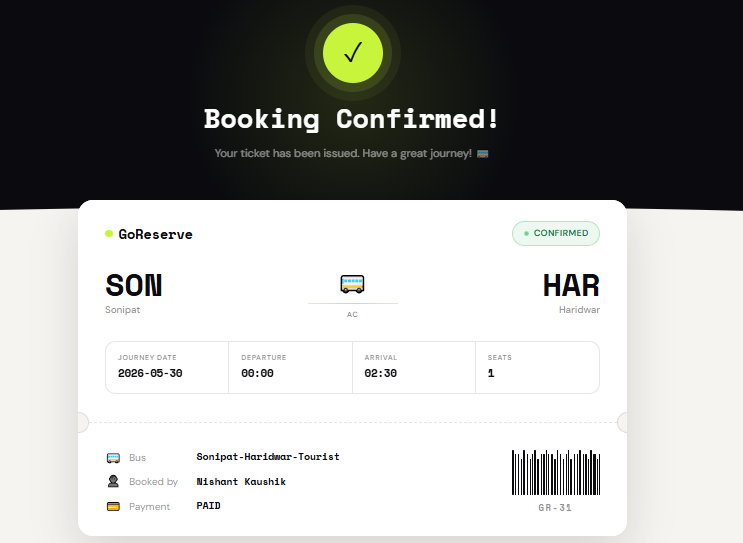 Booking Confirmed!
Your ticket has been issued. Have a great journey!
GoReserve
CONFIRMED
SON
HAR
Sonipat
Haridwar
AC
JOURNEY DATE
DEPARTURE
ARRIVAL
SEATS
2026-05-30
00:00
02:30
1
Bus
Sonipat-Haridwar-Tourist
Booked by
Nishant Kaushik
Payment
PAID
GR-31